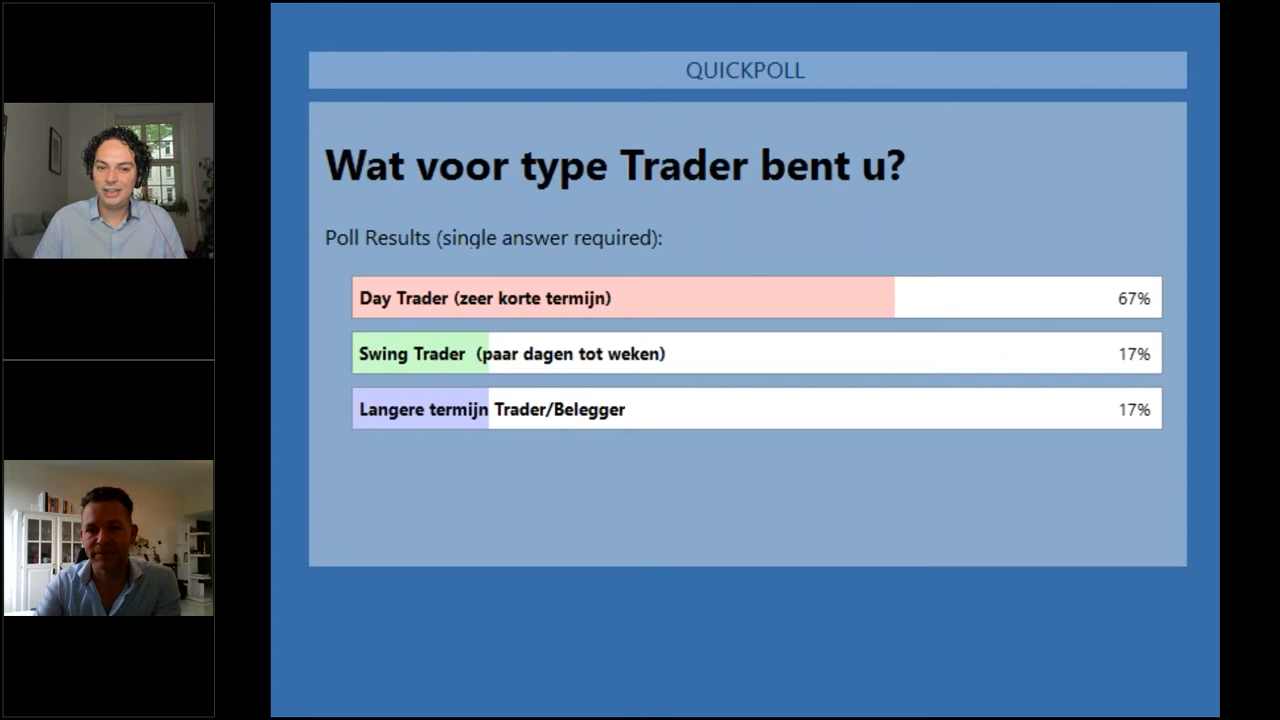 QUICKPOLL
Wat voor type Trader bent u?
Poll Results (single answer required):
Day Trader (zeer korte termijn) 67%
Swing Trader (paar dagen tot weken) 17%
Langere termijn Trader/Belegger 17%